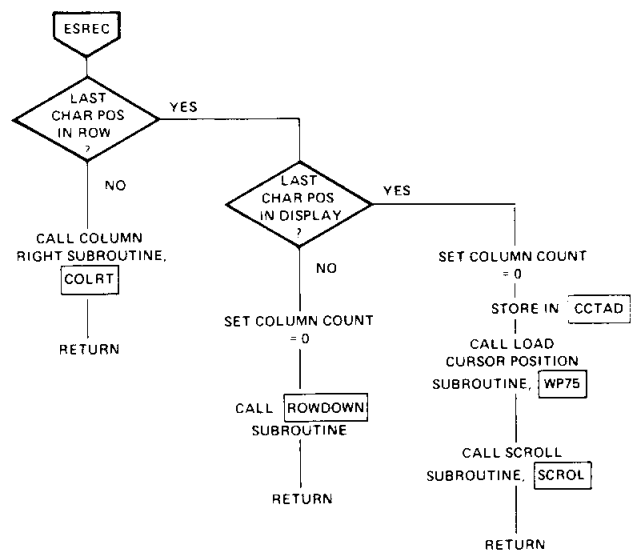 ESREC
LAST
CHAR POS
IN ROW
?
YES
NO
CALL COLUMN
RIGHT SUBROUTINE,
COLRT
RETURN
LAST
CHAR POS
IN DISPLAY
?
YES
NO
SET COLUMN COUNT
= 0
CALL ROWDOWN
SUBROUTINE
RETURN
SET COLUMN COUNT
= 0
STORE IN CCTAD
CALL LOAD
CURSOR POSITION
SUBROUTINE, WP75
CALL SCROLL
SUBROUTINE, SCROL
RETURN